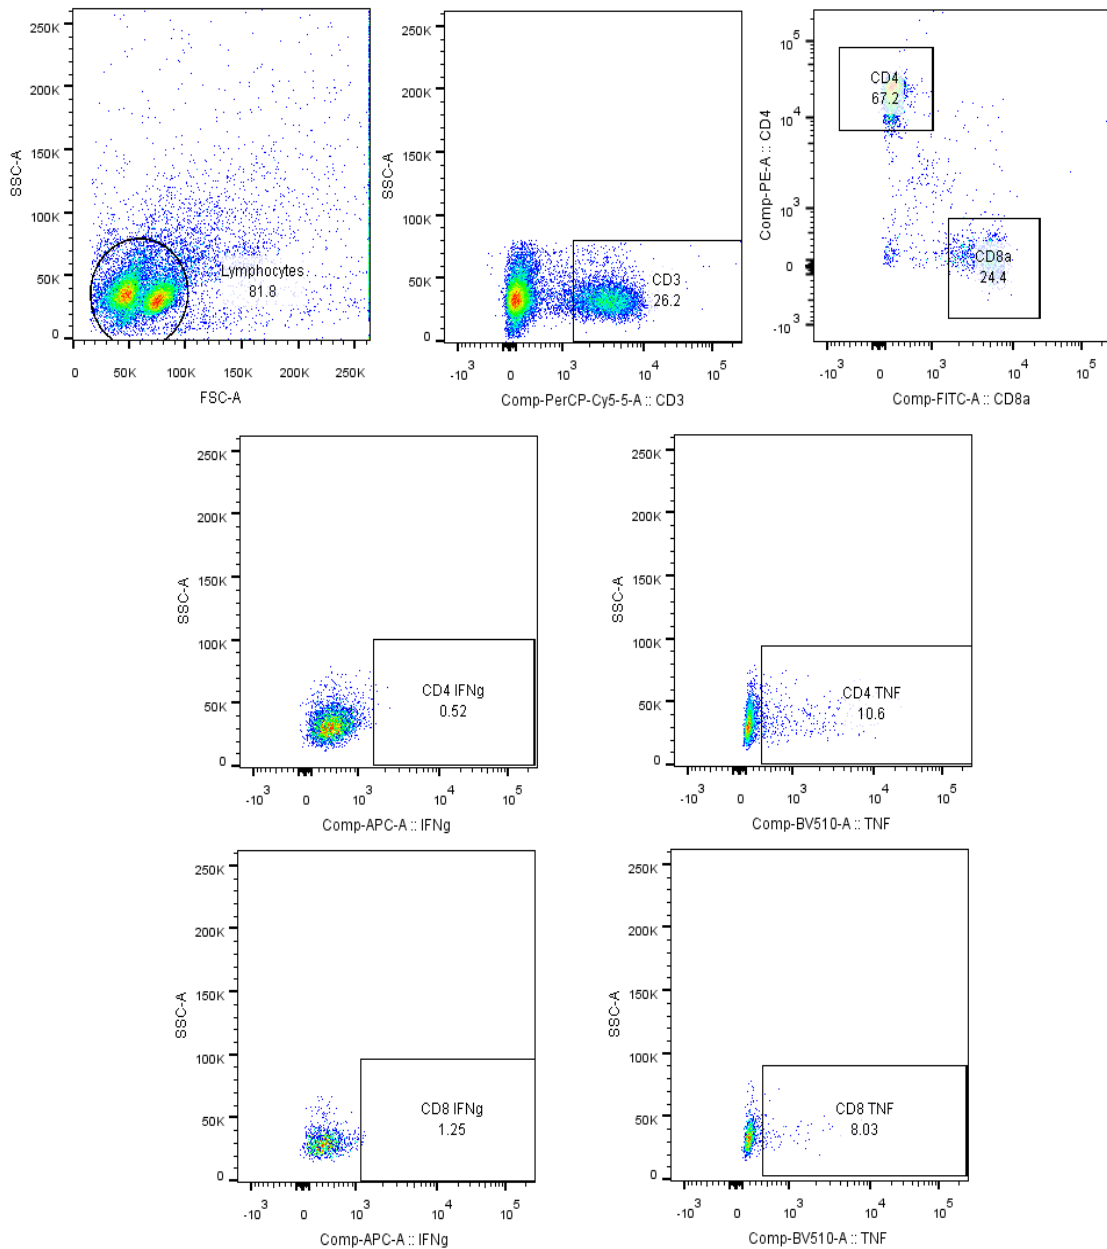 250K
200K
150K
100K
50K
0
SSC-A
Lymphocytes
81.8
0 50K 100K 150K 200K 250K
FSC-A
250K
200K
150K
100K
50K
0
SSC-A
CD3
26.2
-10^3 0 10^3 10^4 10^5
Comp-PerCP-Cy5-5-A :: CD3
10^5
10^4
10^3
0
-10^3
Comp-PE-A :: CD4
CD4
67.2
CD8a
24.4
-10^3 0 10^3 10^4 10^5
Comp-FITC-A :: CD8a
250K
200K
150K
100K
50K
0
SSC-A
CD4 IFNg
0.52
-10^3 0 10^3 10^4 10^5
Comp-APC-A :: IFNg
250K
200K
150K
100K
50K
0
SSC-A
CD4 TNF
10.6
-10^3 0 10^3 10^4 10^5
Comp-BV510-A :: TNF
250K
200K
150K
100K
50K
0
SSC-A
CD8 IFNg
1.25
-10^3 0 10^3 10^4 10^5
Comp-APC-A :: IFNg
250K
200K
150K
100K
50K
0
SSC-A
CD8 TNF
8.03
-10^3 0 10^3 10^4 10^5
Comp-BV510-A :: TNF